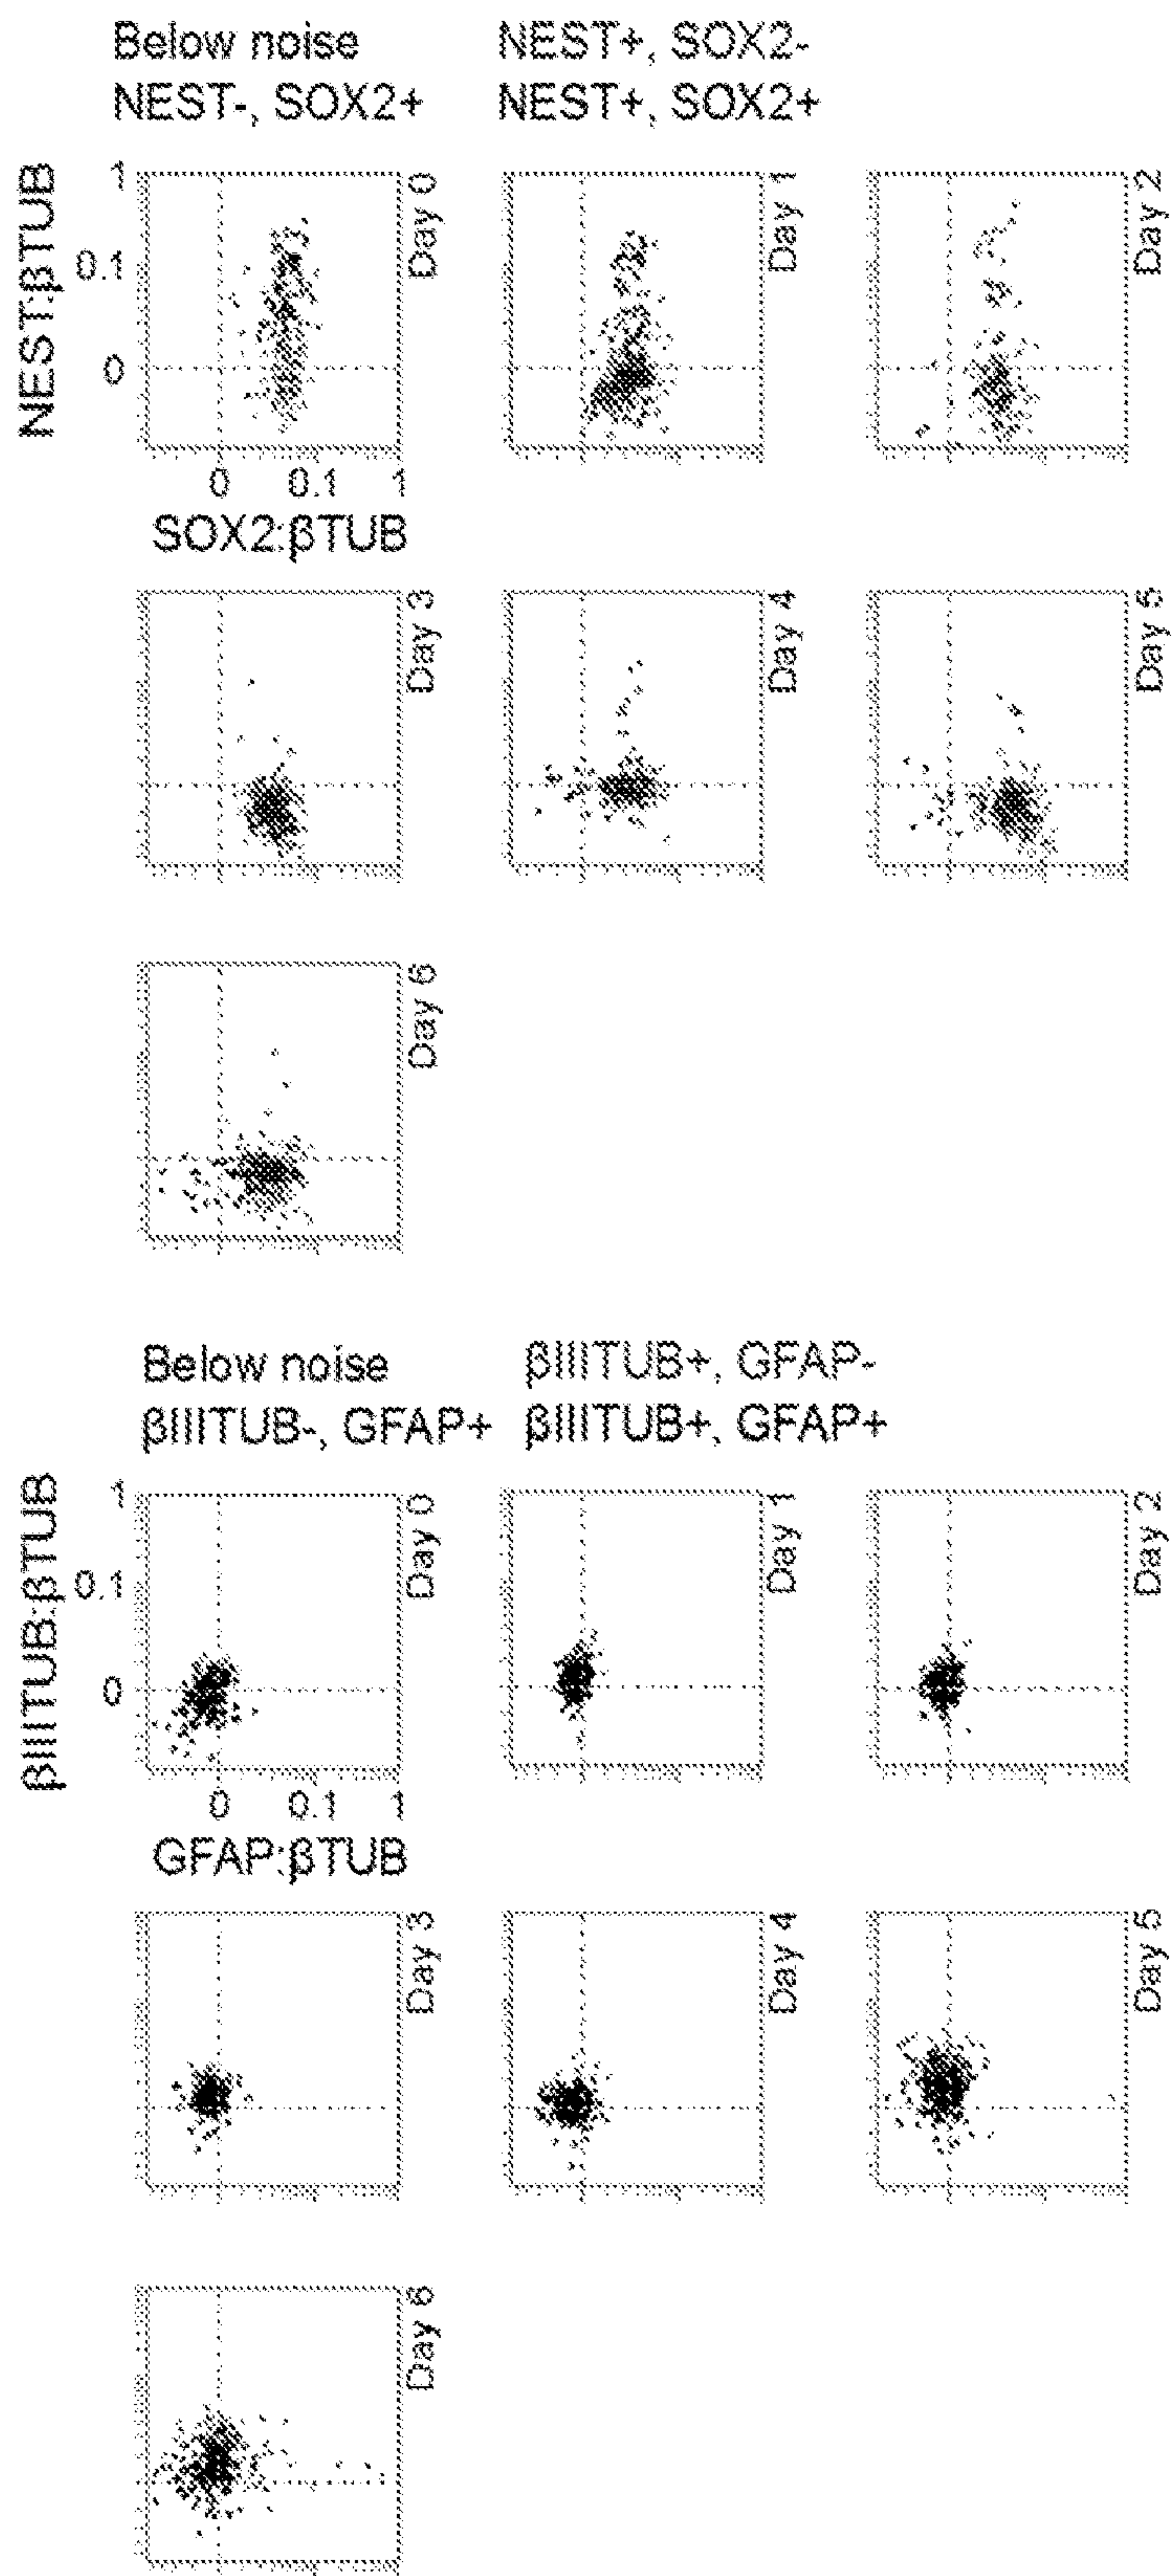 Below noise NEST+, SOX2-
NEST-, SOX2+ NEST+, SOX2+
NEST:βTUB
1
0.1
0
Day 0
Day 1
Day 2
0 0.1 1
SOX2:βTUB
Day 3
Day 4
Day 5
Day 6
Below noise βIIITUB+, GFAP-
βIIITUB-, GFAP+ βIIITUB+, GFAP+
βIIITUB:βTUB
1
0.1
0
Day 0
Day 1
Day 2
0 0.1 1
GFAP:βTUB
Day 3
Day 4
Day 5
Day 6